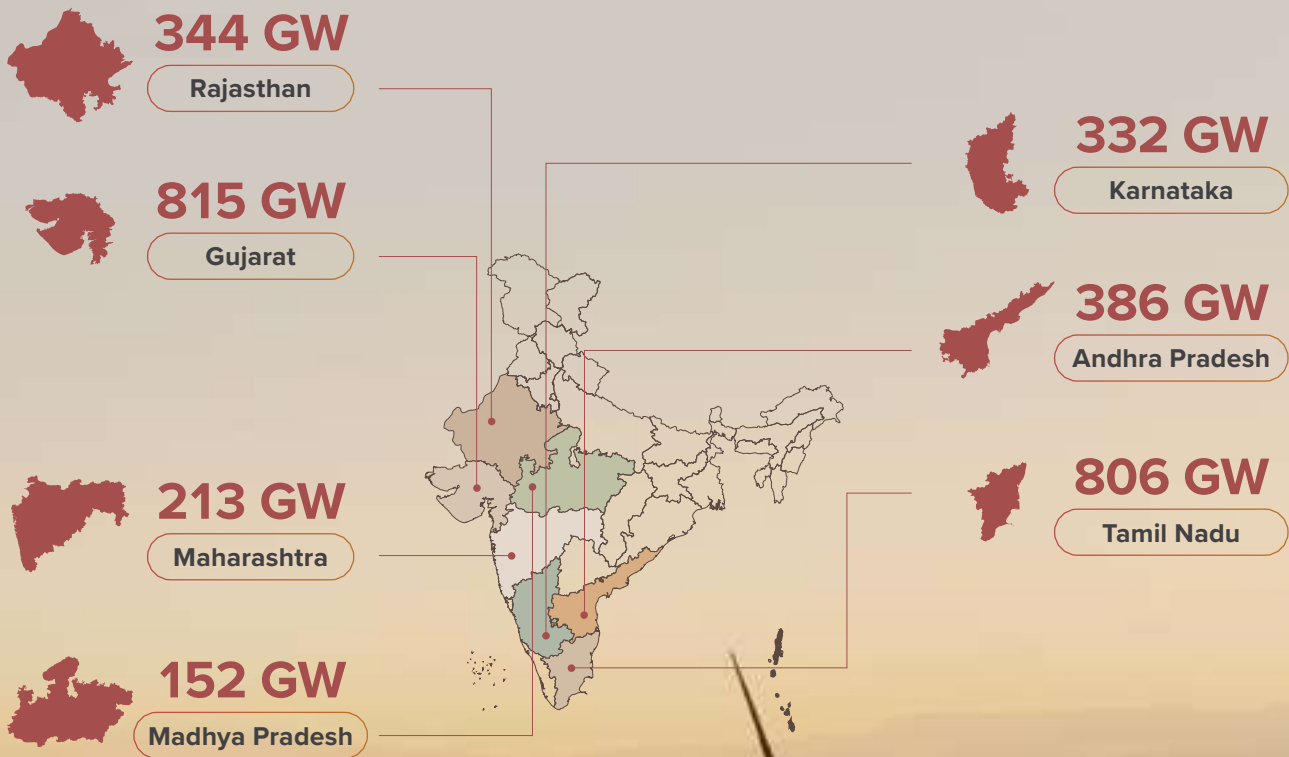 344 GW
Rajasthan
815 GW
Gujarat
213 GW
Maharashtra
152 GW
Madhya Pradesh
332 GW
Karnataka
386 GW
Andhra Pradesh
806 GW
Tamil Nadu